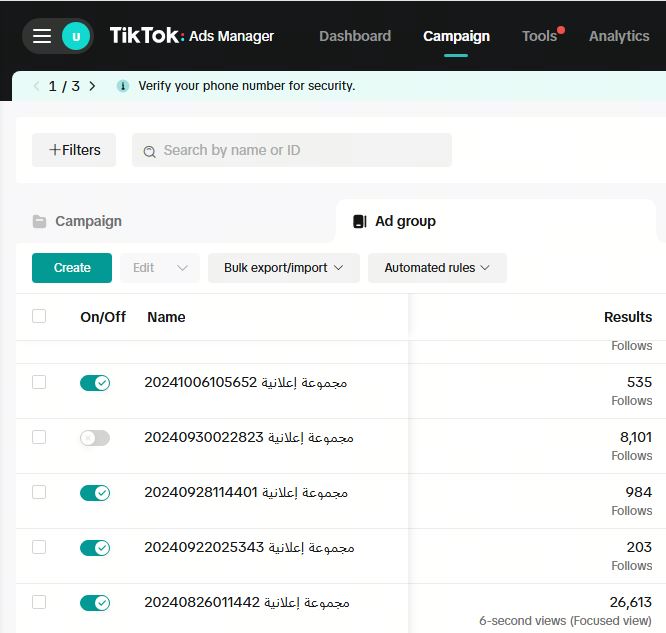 U TikTok: Ads Manager Dashboard Campaign Tools Analytics
1 / 3 Verify your phone number for security.
+Filters Search by name or ID
Campaign Ad group
Create Edit Bulk export/import Automated rules
On/Off Name Results
Follows
مجموعة إعلانية 20241006105652 535
Follows
مجموعة إعلانية 20240930022823 8,101
Follows
مجموعة إعلانية 20240928114401 984
Follows
مجموعة إعلانية 20240922025343 203
Follows
مجموعة إعلانية 20240826011442 26,613
6-second views (Focused view)